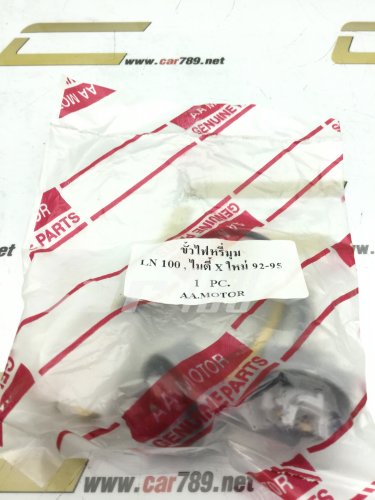 www.car789.net
AA MOTOR
GENUINE PARTS
AA MOTOR
GENUINE
GENUINE PARTS
ขั้วไฟหรี่มุม
LN 100 , ไมตี้ X ใหม่ 92-95
1 PC.
AA.MOTOR
AA MOTOR
GENUINE PARTS
www.car789.net